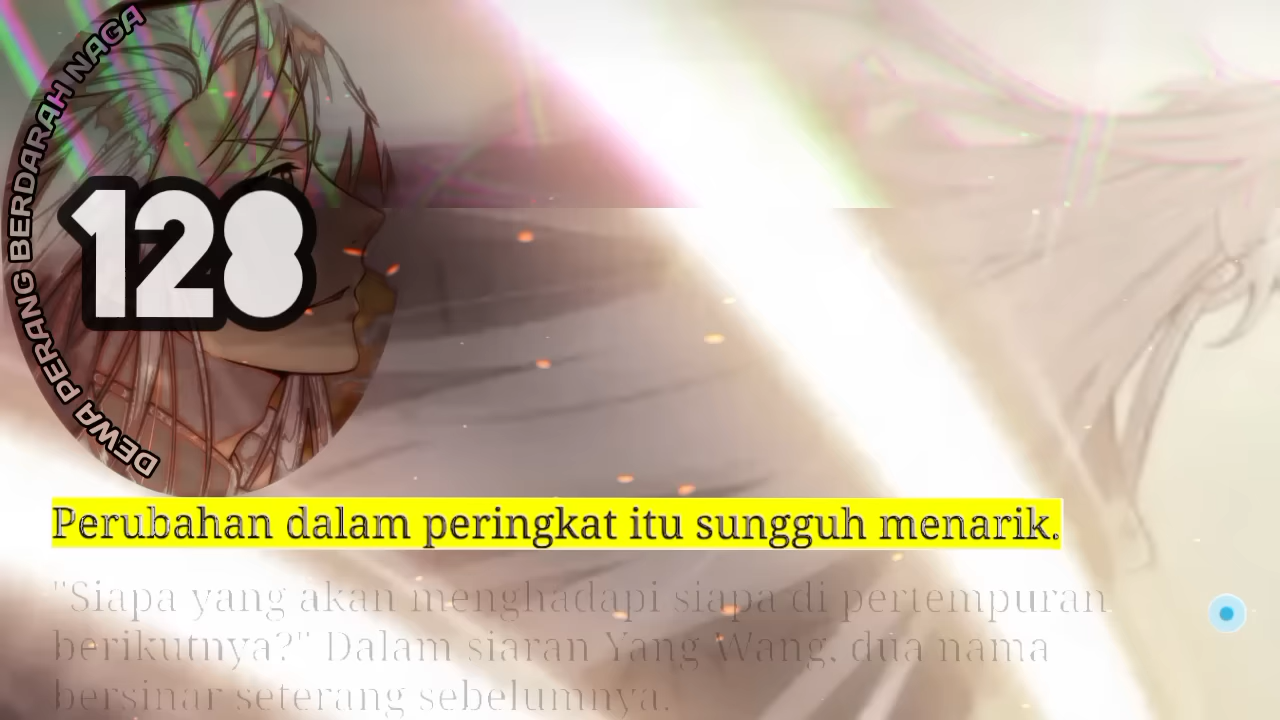 DEWA PERANG BERDARAH NAGA
128
Perubahan dalam peringkat itu sungguh menarik.
"Siapa yang akan menghadapi siapa di pertempuran
berikutnya?" Dalam siaran Yang Wang, dua nama
bersinar seterang sebelumnya.